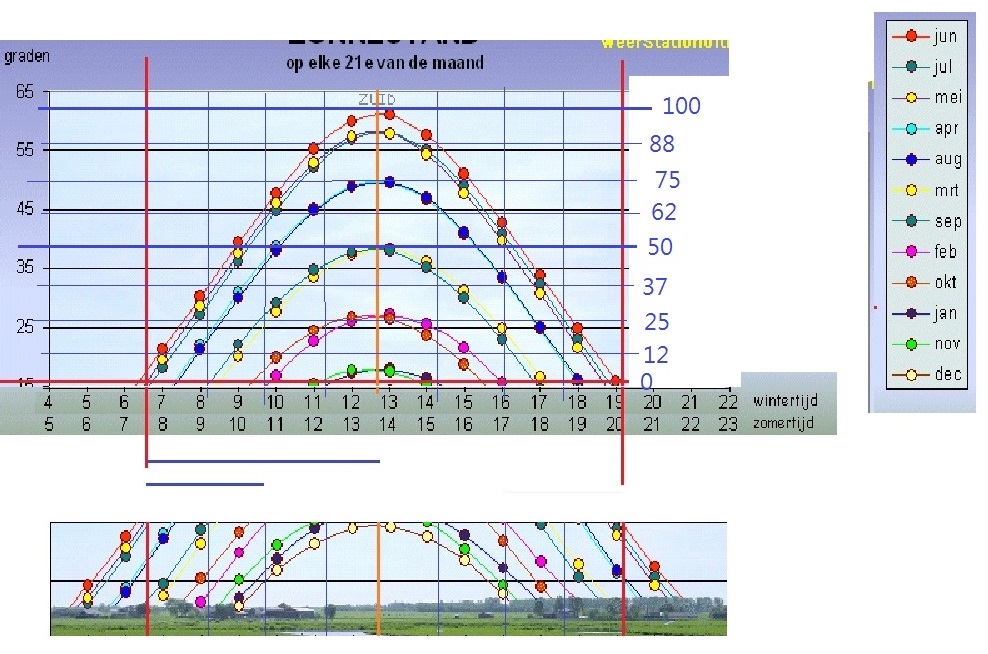 ZONNESTAND
weerstation
graden
op elke 21e van de maand
ZUID
65
55
45
35
25
15
100
88
75
62
50
37
25
12
0
4 5 6 7 8 9 10 11 12 13 14 15 16 17 18 19 20 21 22 wintertijd
5 6 7 8 9 10 11 12 13 14 15 16 17 18 19 20 21 22 23 zomertijd
jun
jul
mei
apr
aug
mrt
sep
feb
okt
jan
nov
dec